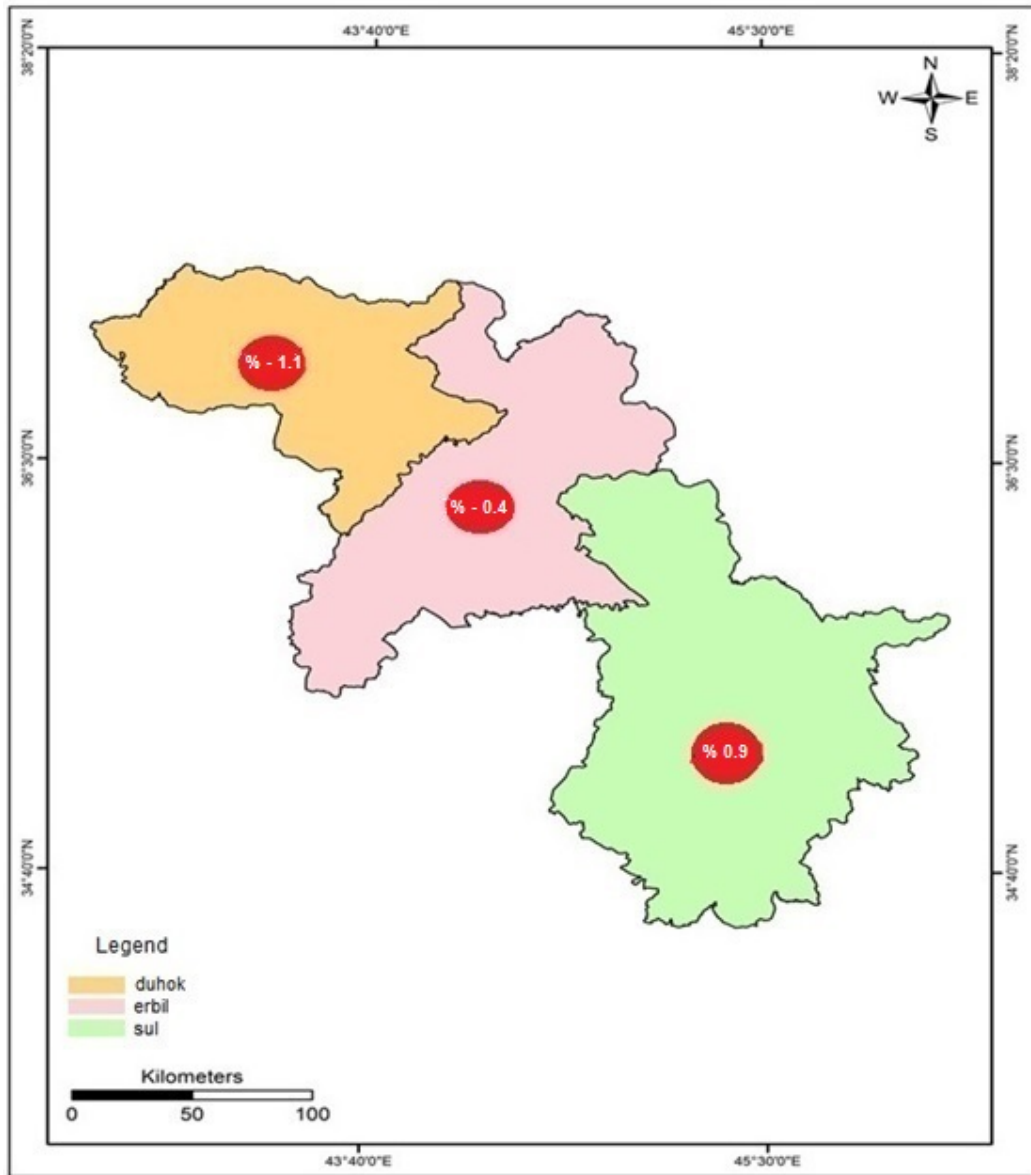 43°40'0"E 45°30'0"E
38°20'0"N 38°20'0"N
N
W E
S
% - 1.1
36°30'0"N 36°30'0"N
% - 0.4
% 0.9
34°40'0"N 34°40'0"N
Legend
duhok
erbil
sul
Kilometers
0 50 100
43°40'0"E 45°30'0"E